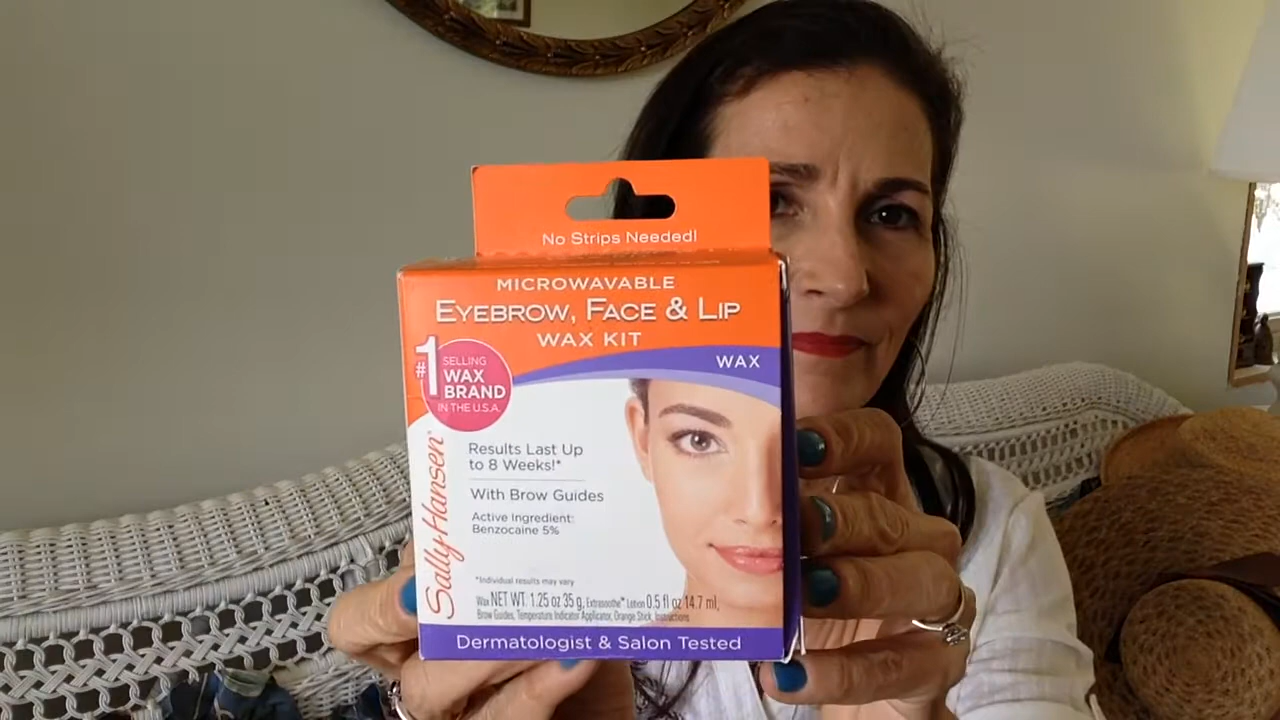 No Strips Needed!
MICROWAVABLE
EYEBROW, FACE & LIP
WAX KIT
WAX
#1 SELLING
WAX
BRAND
IN THE U.S.A.
Sally Hansen
Results Last Up
to 8 Weeks!*
With Brow Guides
Active Ingredient:
Benzocaine 5%
*Individual results may vary
Wax NET WT. 1.25 oz 35 g, Extrasoothe™ Lotion 0.5 fl oz 14.7 ml,
Brow Guides, Temperature Indicator Applicator, Orange Stick, Instructions
Dermatologist & Salon Tested